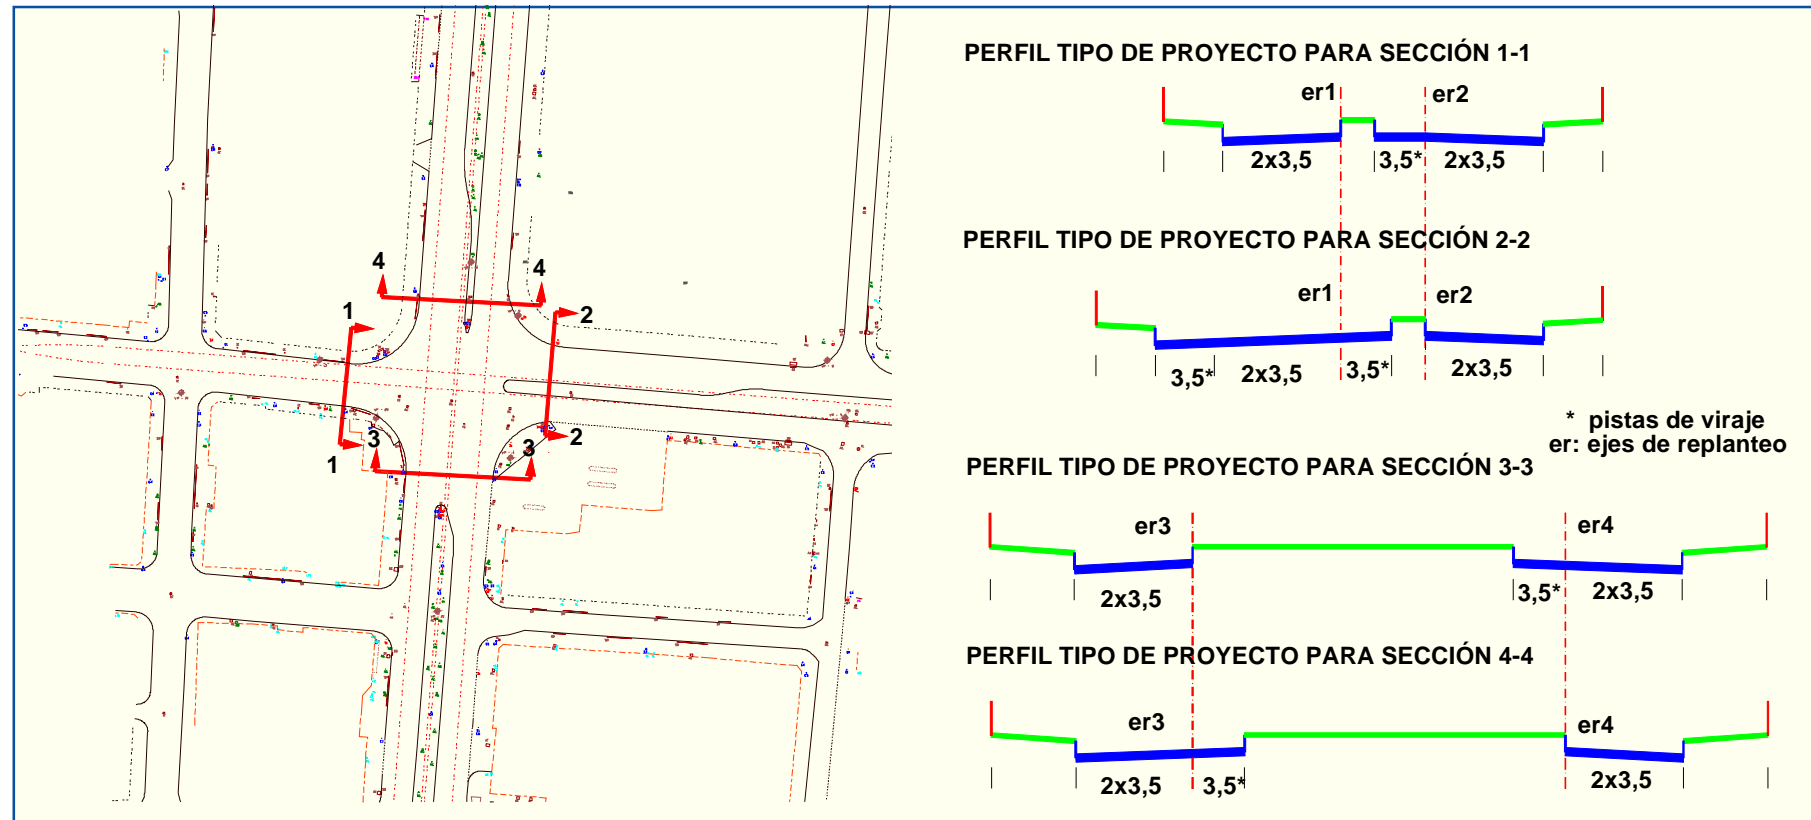 4
4
1
2
3
3
2
1
PERFIL TIPO DE PROYECTO PARA SECCIÓN 1-1
er1 er2
2x3,5 3,5* 2x3,5
PERFIL TIPO DE PROYECTO PARA SECCIÓN 2-2
er1 er2
3,5* 2x3,5 3,5* 2x3,5
* pistas de viraje
er: ejes de replanteo
PERFIL TIPO DE PROYECTO PARA SECCIÓN 3-3
er3 er4
2x3,5 3,5* 2x3,5
PERFIL TIPO DE PROYECTO PARA SECCIÓN 4-4
er3 er4
2x3,5 3,5* 2x3,5